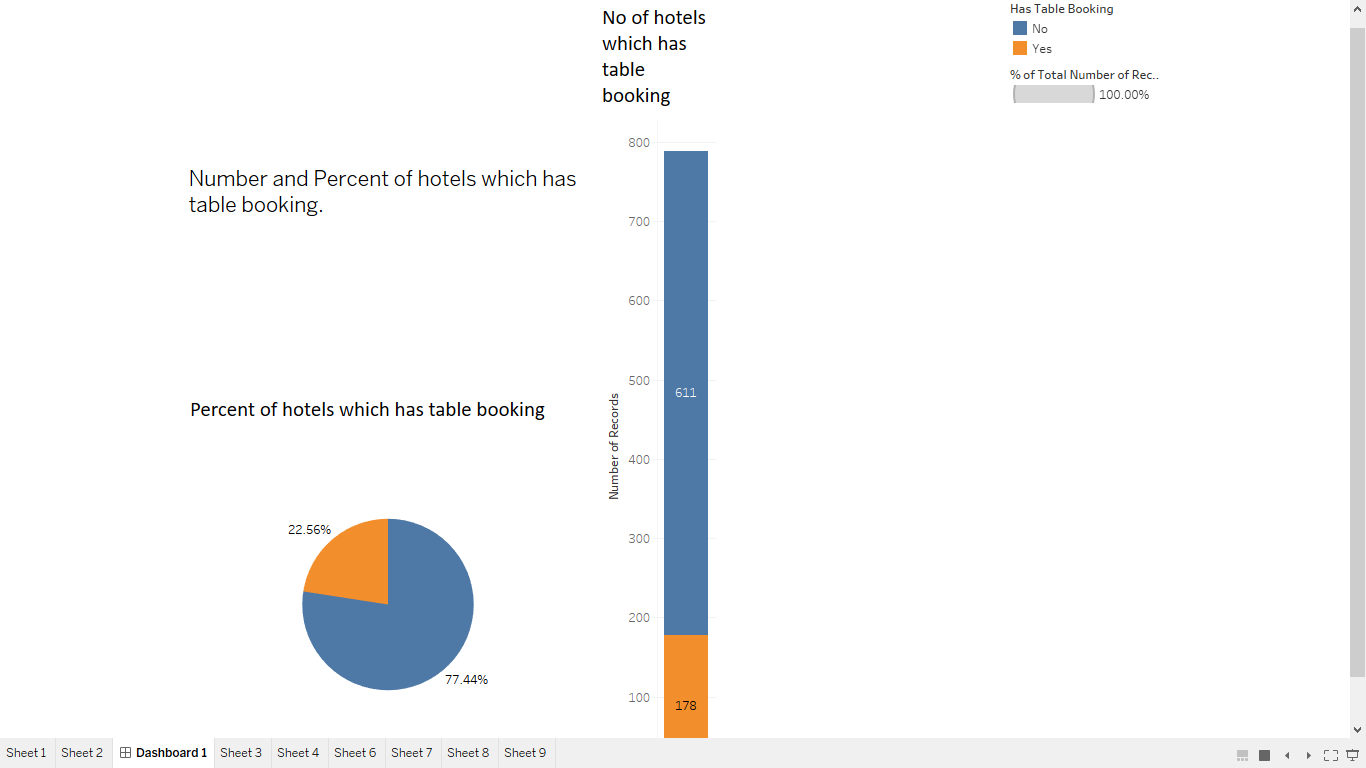 No of hotels
which has
table
booking
Has Table Booking
No
Yes
% of Total Number of Rec..
100.00%
Number and Percent of hotels which has
table booking.
Percent of hotels which has table booking
22.56%
77.44%
Number of Records
800
700
600
500
400
300
200
100
611
178
Sheet 1
Sheet 2
Dashboard 1
Sheet 3
Sheet 4
Sheet 6
Sheet 7
Sheet 8
Sheet 9